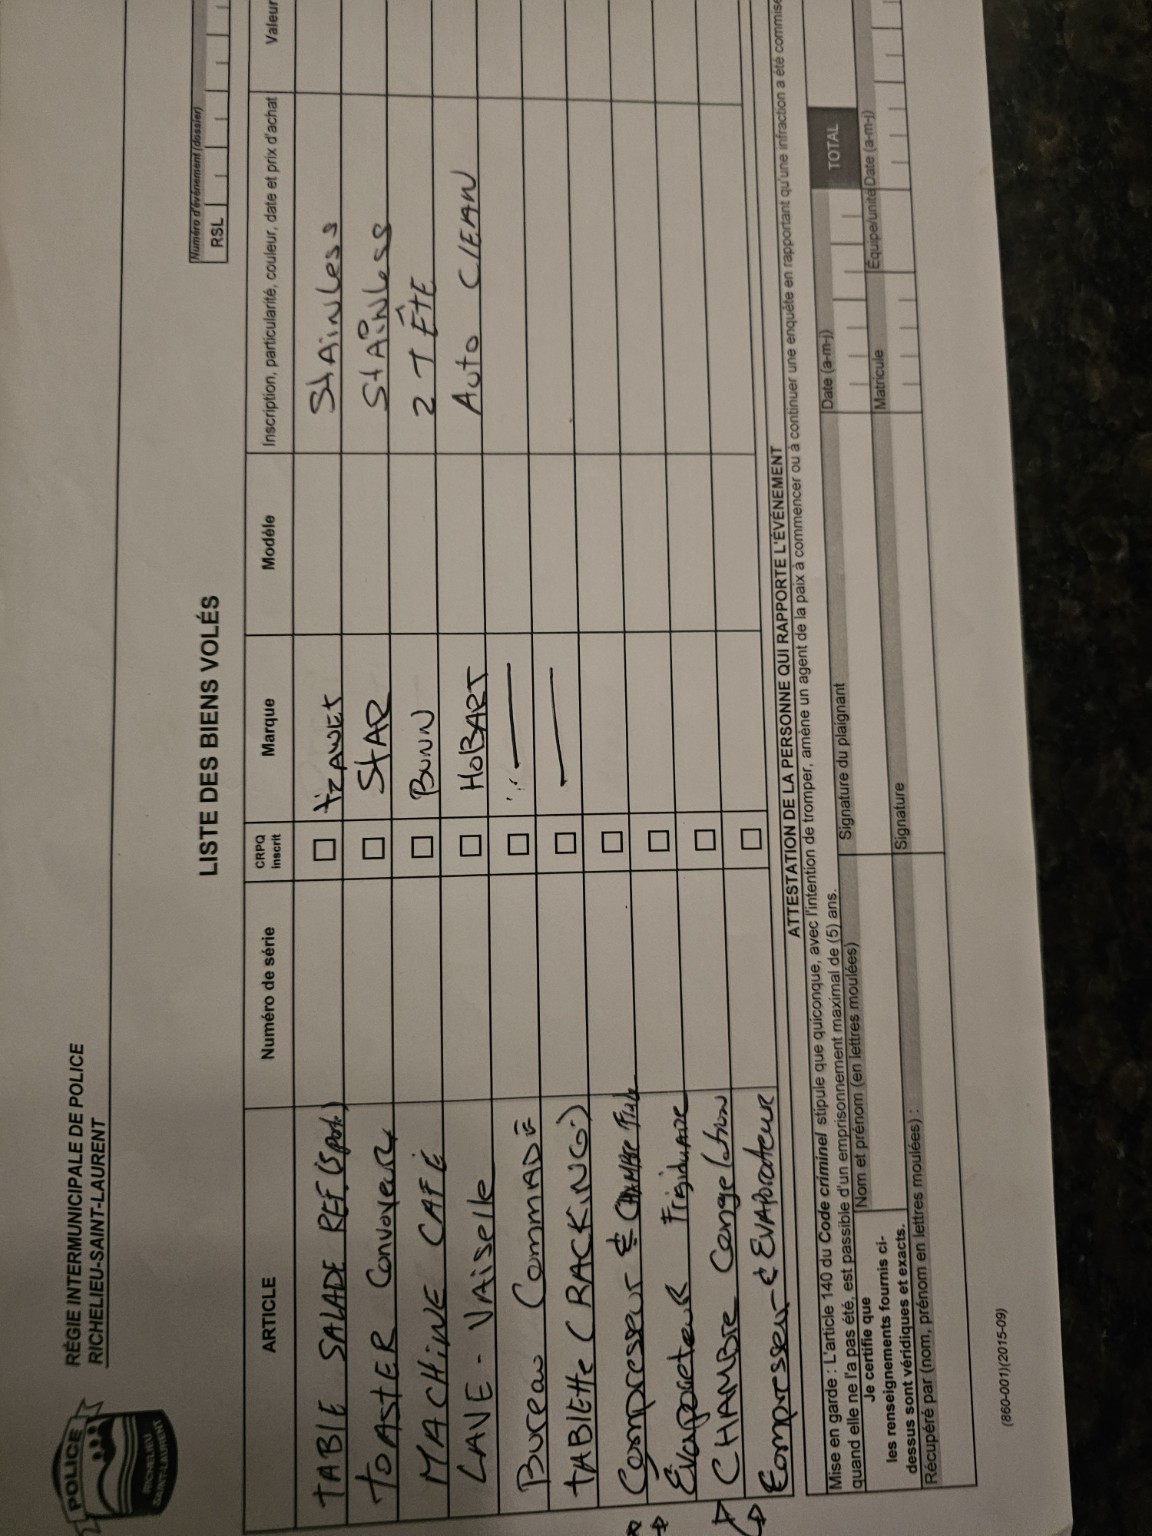 POLICE
RICHELIEU
SAINT-LAURENT
RÉGIE INTERMUNICIPALE DE POLICE
RICHELIEU-SAINT-LAURENT
Numéro d'événement (dossier)
RSL
LISTE DES BIENS VOLÉS
ARTICLE Numéro de série CRPQ Inscrit Marque Modèle Inscription, particularité, couleur, date et prix d'achat Valeur
TABLE SALADE REF. StAiNLess
TOASTER Convoyeur STAR StAiNLess
MACHiNE CAFÉ BUNN 2 TÊTE
LAVE-VAiselle HoBART Auto ClEAN
Bureau CommADE
tABLEtte (RACKiNG)
Compresseur &
Évaporeteur
CHAMBre Congelation
Compresseur & EVAporateur
ATTESTATION DE LA PERSONNE QUI RAPPORTE L'ÉVÉNEMENT
Mise en garde : L'article 140 du Code criminel stipule que quiconque, avec l'intention de tromper, amène un agent de la paix à commencer ou à continuer une enquête en rapportant qu'une infraction a été commise
quand elle ne l'a pas été, est passible d'un emprisonnement maximal de (5) ans.
TOTAL
Je certifie que
les renseignements fournis ci-
dessus sont véridiques et exacts.
Nom et prénom (en lettres moulées) Signature du plaignant Date (a-m-j)
Récupéré par (nom, prénom en lettres moulées) : Signature Matricule Équipe/unité Date (a-m-j)
(860-001)(2015-09)